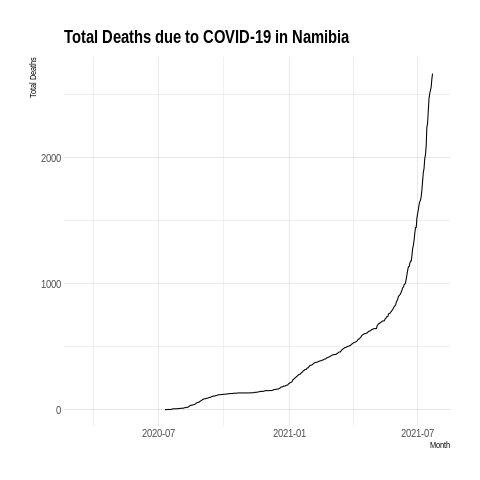 Total Deaths due to COVID-19 in Namibia
Total Deaths
2000
1000
0
2020-07
2021-01
2021-07
Month